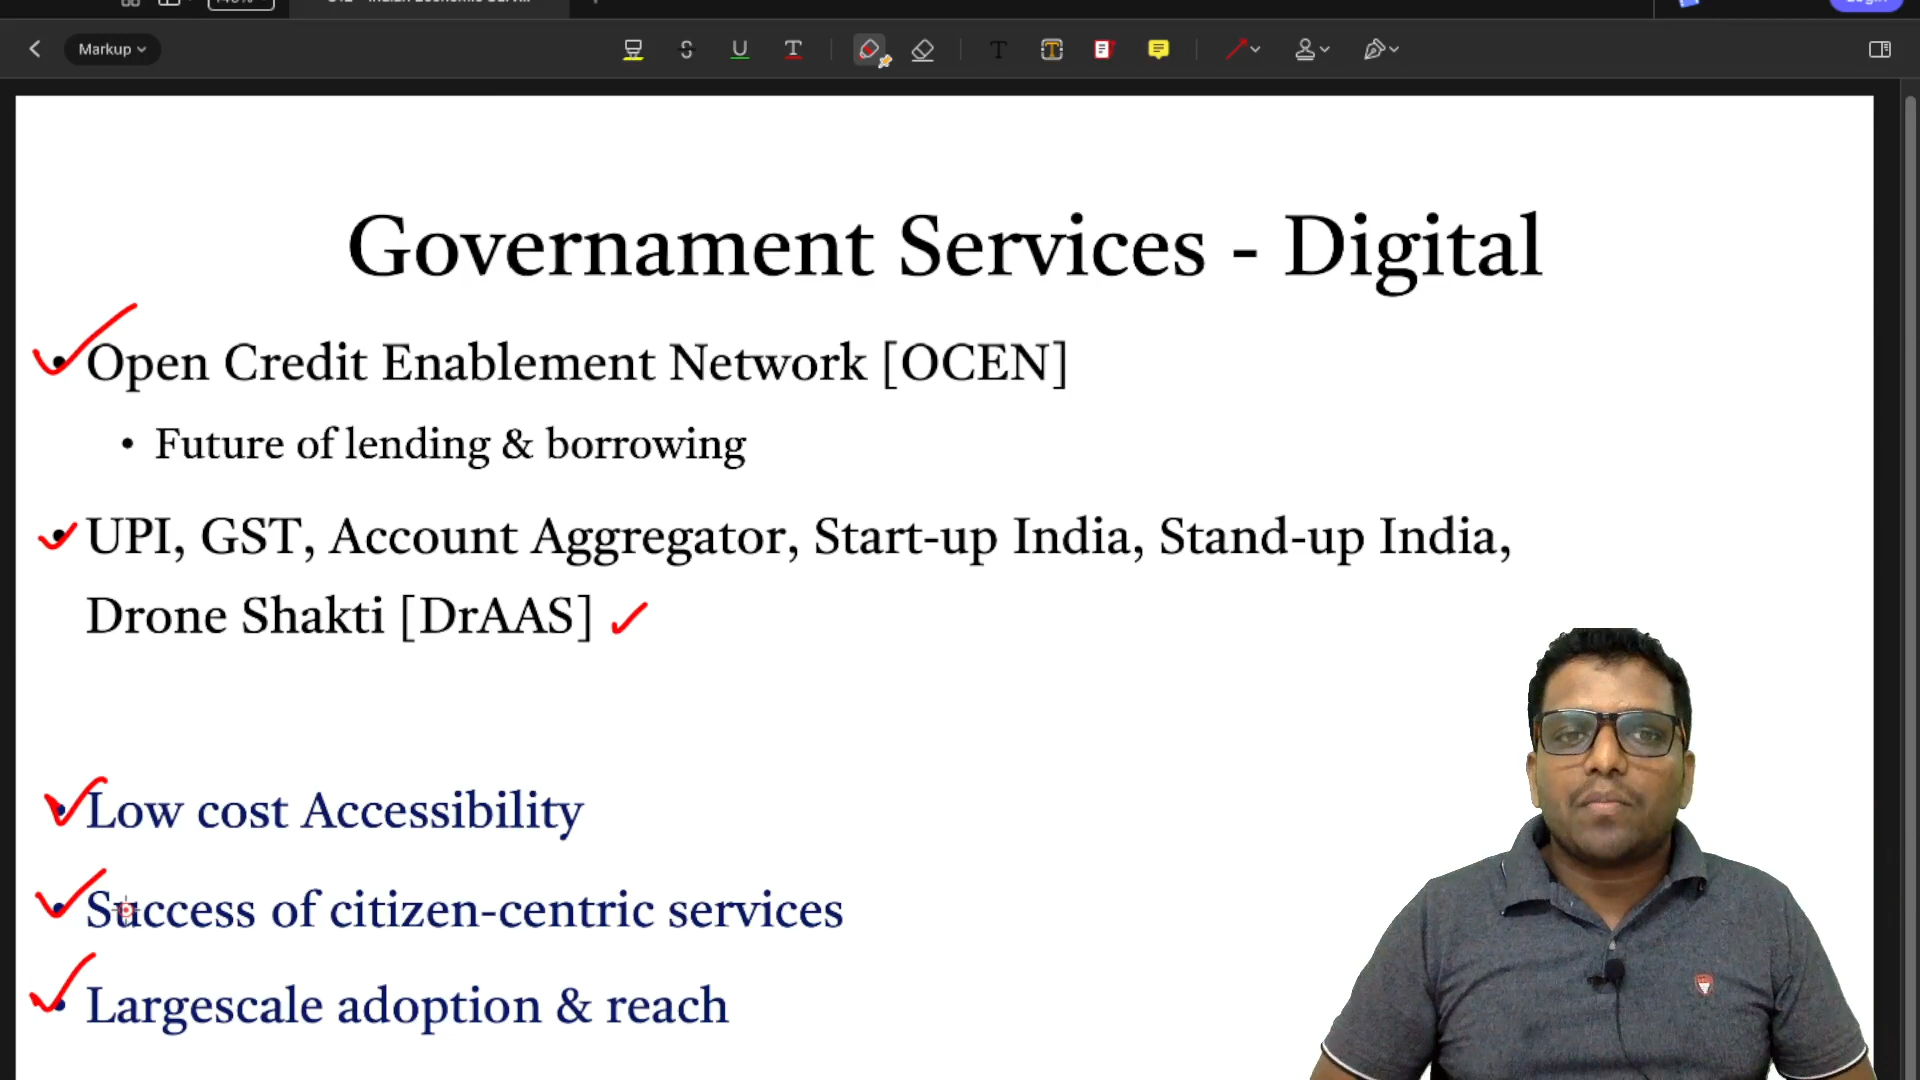 Markup
Governament Services - Digital
• Open Credit Enablement Network [OCEN]
• Future of lending & borrowing
• UPI, GST, Account Aggregator, Start-up India, Stand-up India,
Drone Shakti [DrAAS]
• Low cost Accessibility
• Success of citizen-centric services
• Largescale adoption & reach